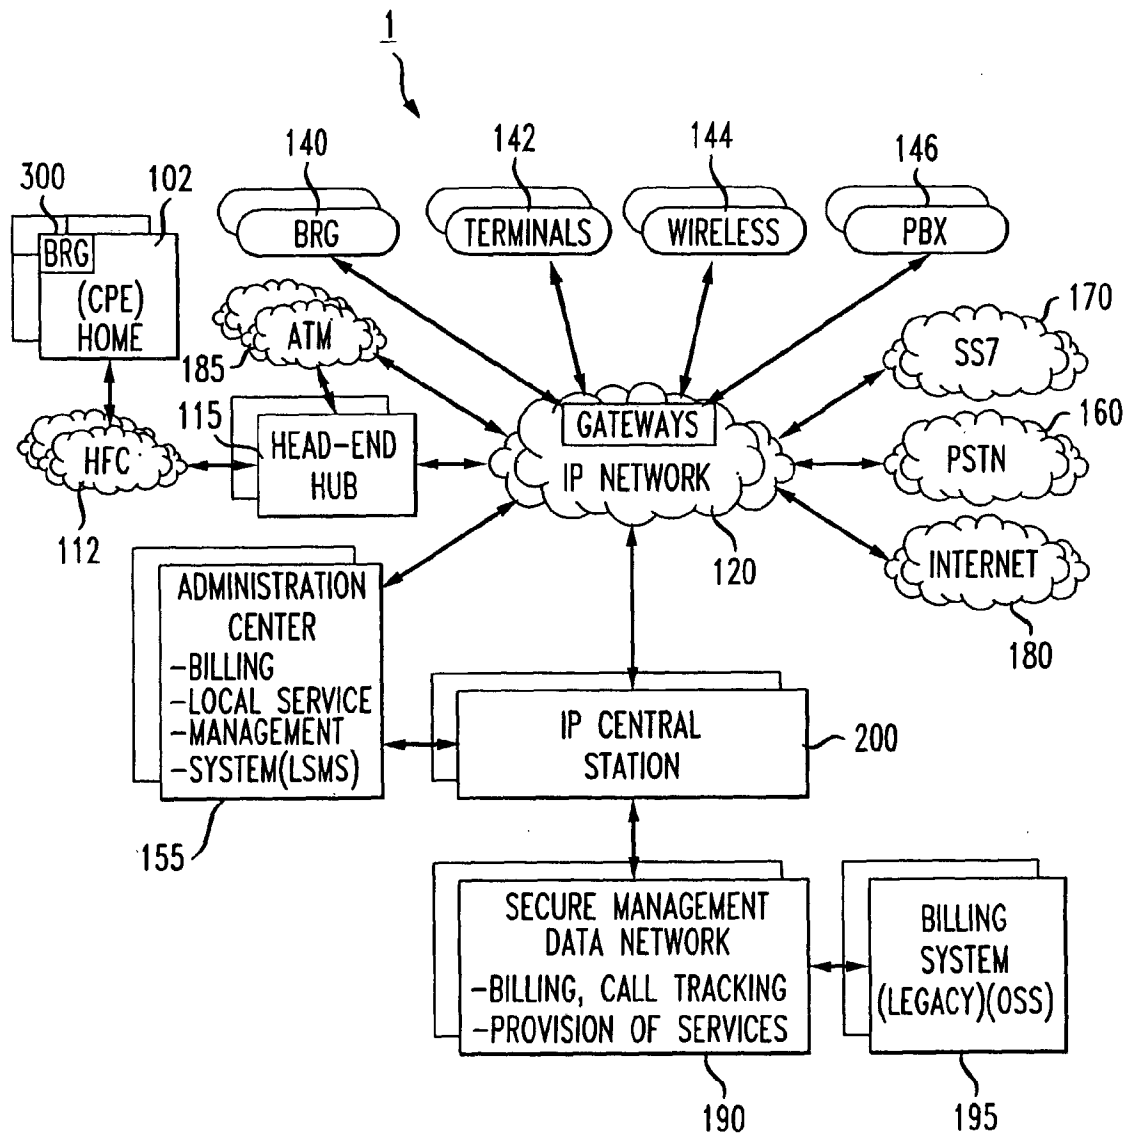 1
140
142
144
146
300
102
BRG
TERMINALS
WIRELESS
PBX
BRG
(CPE)
HOME
ATM
185
170
SS7
115
HEAD-END
HUB
GATEWAYS
IP NETWORK
160
PSTN
HFC
112
120
INTERNET
180
ADMINISTRATION
CENTER
-BILLING
-LOCAL SERVICE
-MANAGEMENT
-SYSTEM(LSMS)
155
IP CENTRAL
STATION
200
SECURE MANAGEMENT
DATA NETWORK
-BILLING, CALL TRACKING
-PROVISION OF SERVICES
190
BILLING
SYSTEM
(LEGACY)(OSS)
195